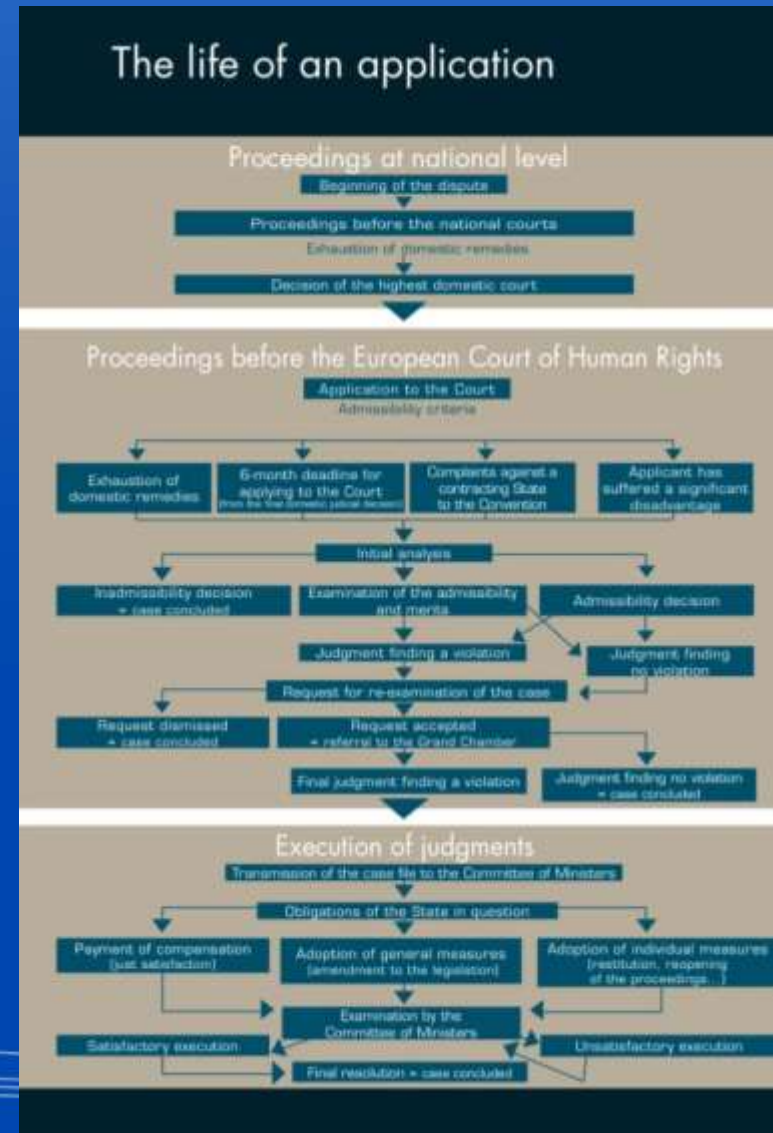 The life of an application
Proceedings at national level
Beginning of the dispute
Proceedings before the national courts
Exhaustion of domestic remedies
Decision of the highest domestic court
Proceedings before the European Court of Human Rights
Application to the Court
Admissibility criteria
Exhaustion of
domestic remedies
6-month deadline for
applying to the Court
(from the final domestic judicial decision)
Complaints against a
contracting State
to the Convention
Applicant has
suffered a significant
disadvantage
Initial analysis
Inadmissibility decision
= case concluded
Examination of the admissibility
and merits
Admissibility decision
Judgment finding a violation
Judgment finding
no violation
Request for re-examination of the case
Request dismissed
= case concluded
Request accepted
= referral to the Grand Chamber
Final judgment finding a violation
Judgment finding no violation
= case concluded
Execution of judgments
Transmission of the case file to the Committee of Ministers
Obligations of the State in question
Payment of compensation
(just satisfaction)
Adoption of general measures
(amendment to the legislation)
Adoption of individual measures
(restitution, reopening
of the proceedings...)
Examination by the
Committee of Ministers
Satisfactory execution
Unsatisfactory execution
Final resolution = case concluded